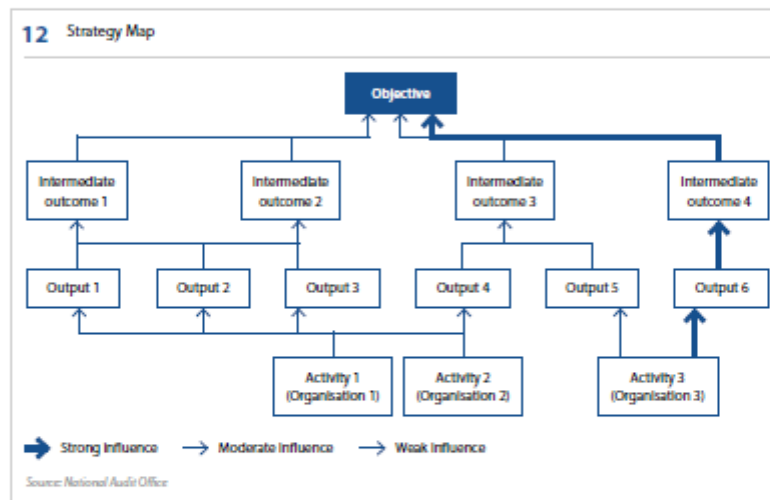 12 Strategy Map
Objective
Intermediate
outcome 1
Intermediate
outcome 2
Intermediate
outcome 3
Intermediate
outcome 4
Output 1
Output 2
Output 3
Output 4
Output 5
Output 6
Activity 1
(Organisation 1)
Activity 2
(Organisation 2)
Activity 3
(Organisation 3)
Strong Influence
Moderate Influence
Weak Influence
Source: National Audit Office